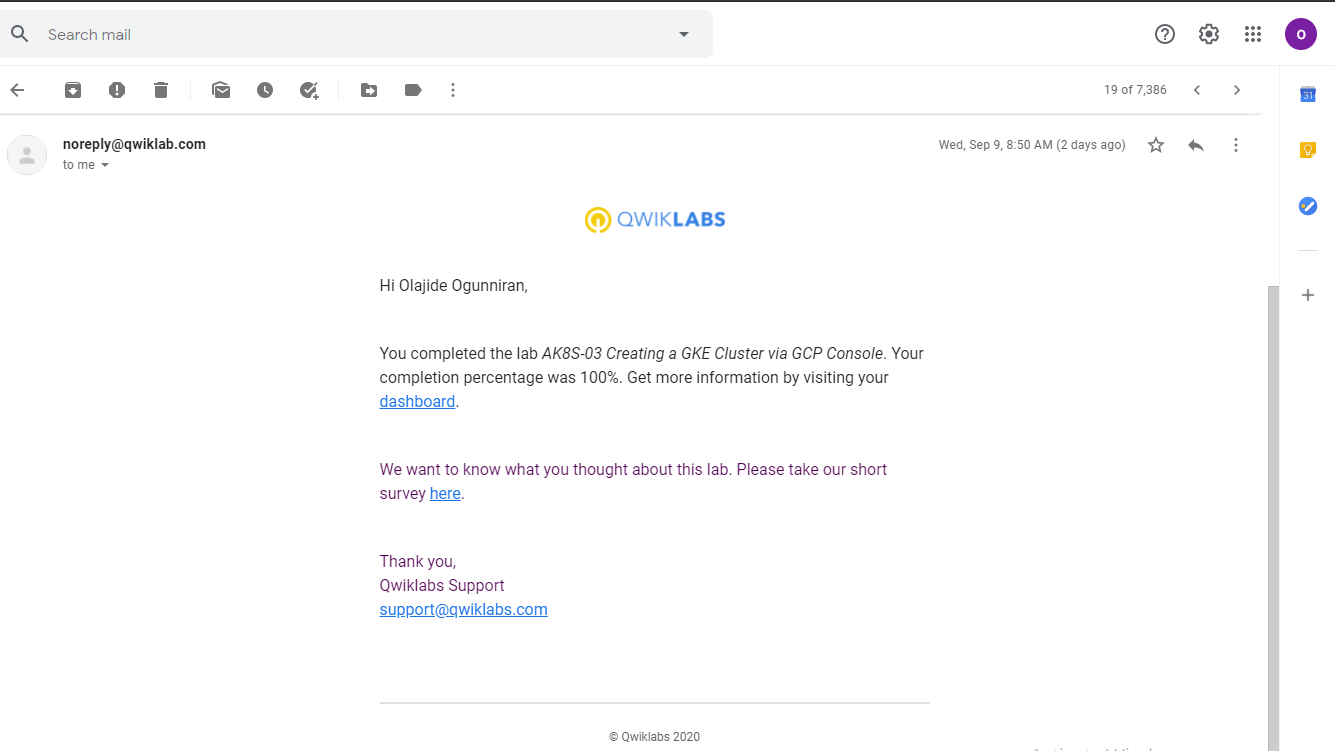 Search mail
O
19 of 7,386
31
noreply@qwiklab.com
Wed, Sep 9, 8:50 AM (2 days ago)
to me
QWIKLABS
Hi Olajide Ogunniran,
You completed the lab AK8S-03 Creating a GKE Cluster via GCP Console. Your
completion percentage was 100%. Get more information by visiting your
dashboard.
We want to know what you thought about this lab. Please take our short
survey here.
Thank you,
Qwiklabs Support
support@qwiklabs.com
© Qwiklabs 2020